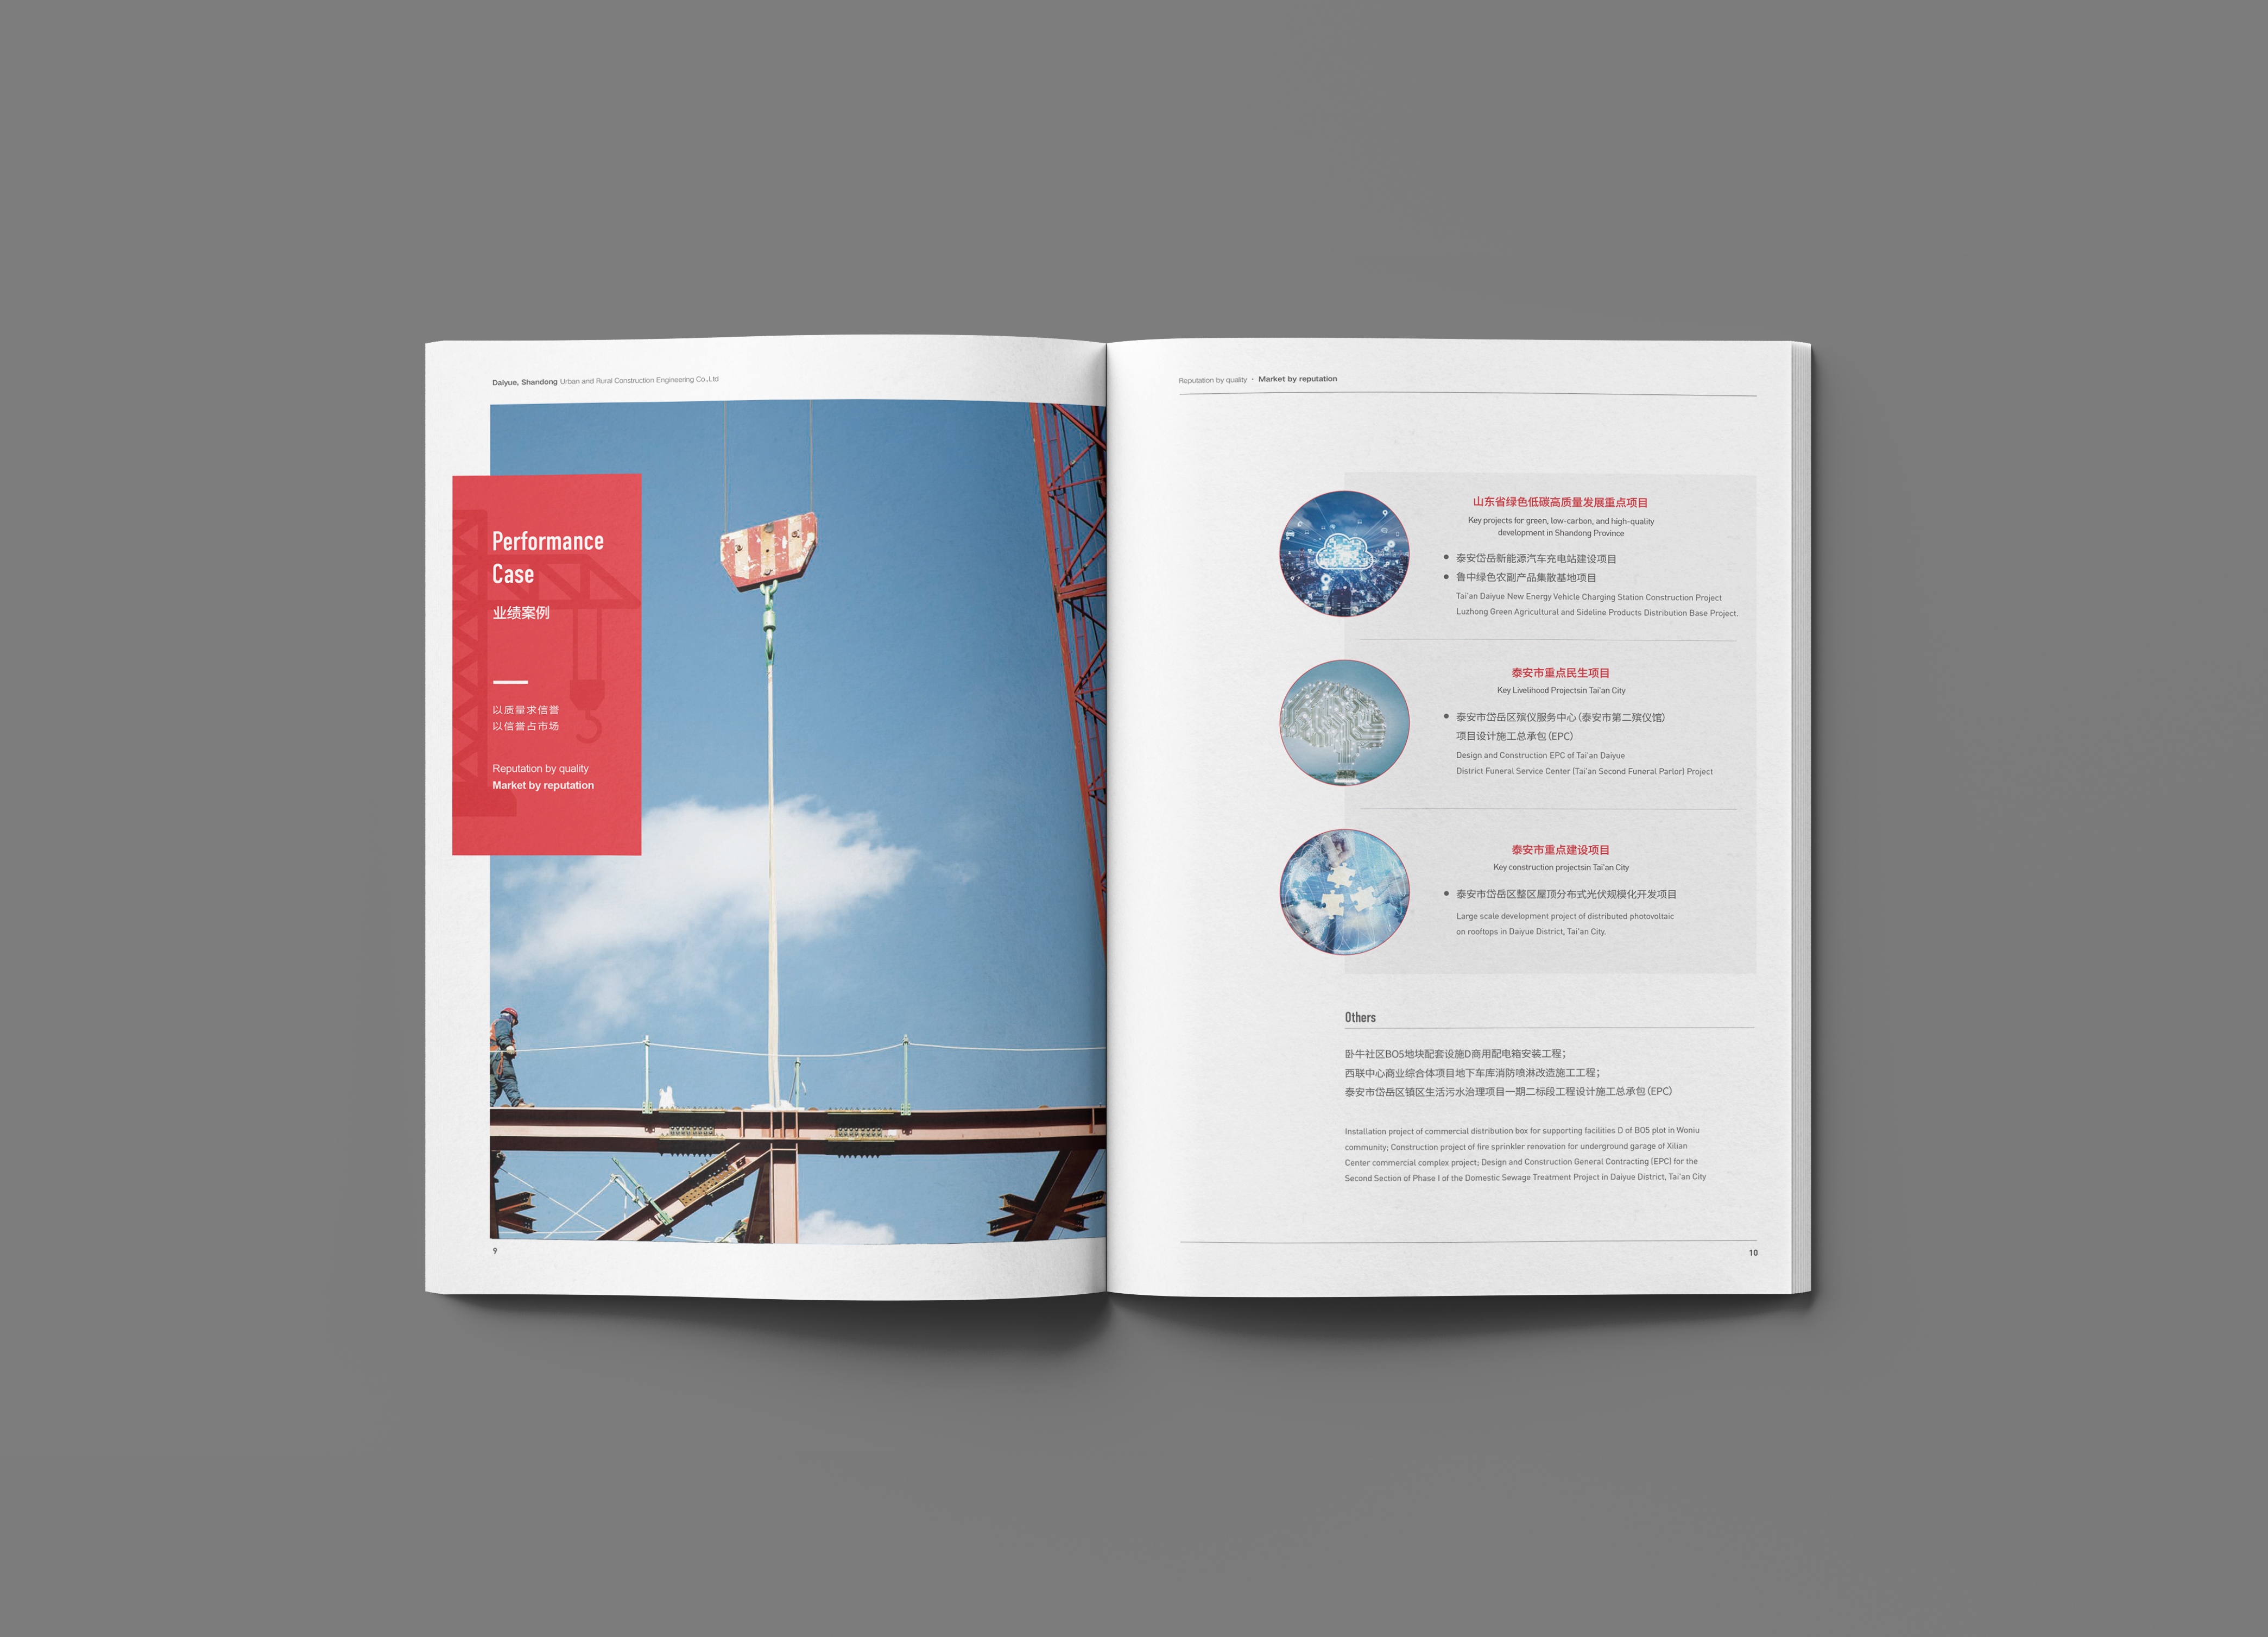 Daiyue, Shandong Urban and Rural Construction Engineering Co.,Ltd
Performance
Case
业绩案例
以质量求信誉
以信誉占市场
Reputation by quality
Market by reputation
9
Reputation by quality · Market by reputation
山东省绿色低碳高质量发展重点项目
Key projects for green, low-carbon, and high-quality
development in Shandong Province
● 泰安岱岳新能源汽车充电站建设项目
● 鲁中绿色农副产品集散基地项目
Tai'an Daiyue New Energy Vehicle Charging Station Construction Project
Luzhong Green Agricultural and Sideline Products Distribution Base Project.
泰安市重点民生项目
Key Livelihood Projectsin Tai'an City
● 泰安市岱岳区殡仪服务中心(泰安市第二殡仪馆)
项目设计施工总承包(EPC)
Design and Construction EPC of Tai'an Daiyue
District Funeral Service Center (Tai'an Second Funeral Parlor) Project
泰安市重点建设项目
Key construction projectsin Tai'an City
● 泰安市岱岳区整区屋顶分布式光伏规模化开发项目
Large scale development project of distributed photovoltaic
on rooftops in Daiyue District, Tai'an City.
Others
卧牛社区BO5地块配套设施D商用配电箱安装工程;
西联中心商业综合体项目地下车库消防喷淋改造施工工程;
泰安市岱岳区镇区生活污水治理项目一期二标段工程设计施工总承包(EPC)
Installation project of commercial distribution box for supporting facilities D of BO5 plot in Woniu
community; Construction project of fire sprinkler renovation for underground garage of Xilian
Center commercial complex project; Design and Construction General Contracting (EPC) for the
Second Section of Phase I of the Domestic Sewage Treatment Project in Daiyue District, Tai'an City
10